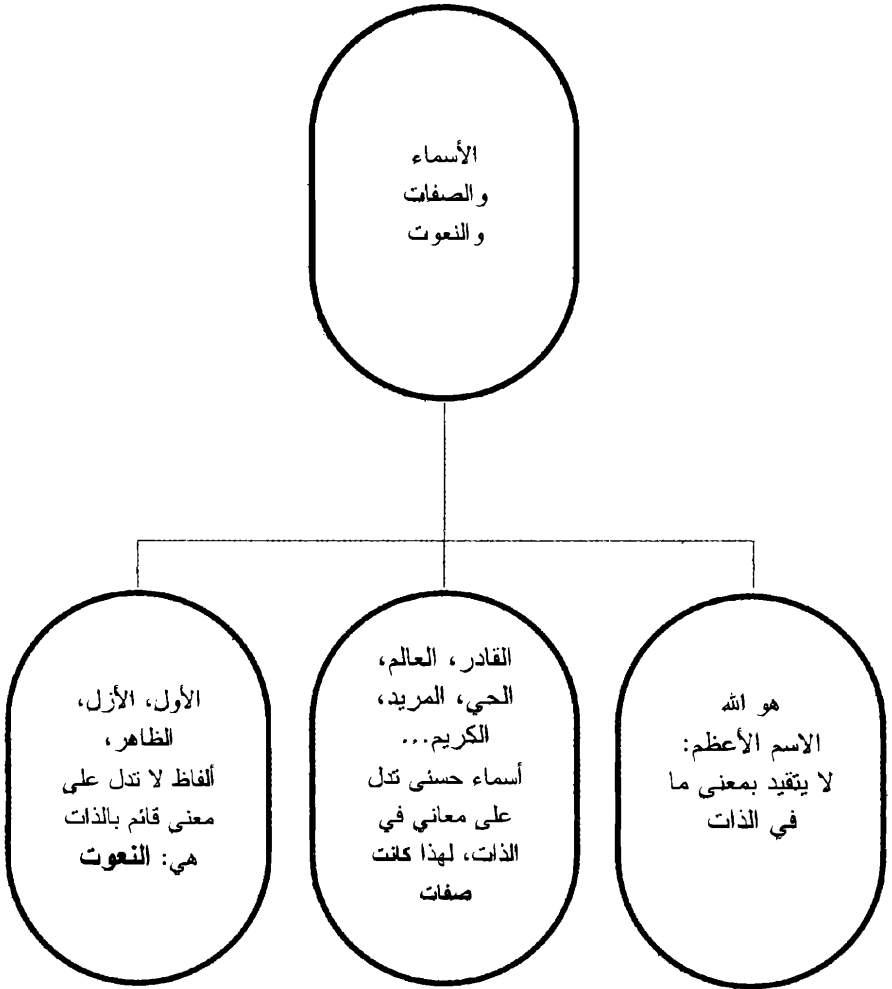 الأسماء
والصفات
والنعوت
هو الله
الاسم الأعظم:
لا يتقيد بمعنى ما
في الذات
القادر، العالم،
الحي، المريد،
الكريم...
أسماء حسنى تدل
على معاني في
الذات، لهذا كانت
صفات
الأول، الأزل،
الظاهر،
ألفاظ لا تدل على
معنى قائم بالذات
هي: النعوت